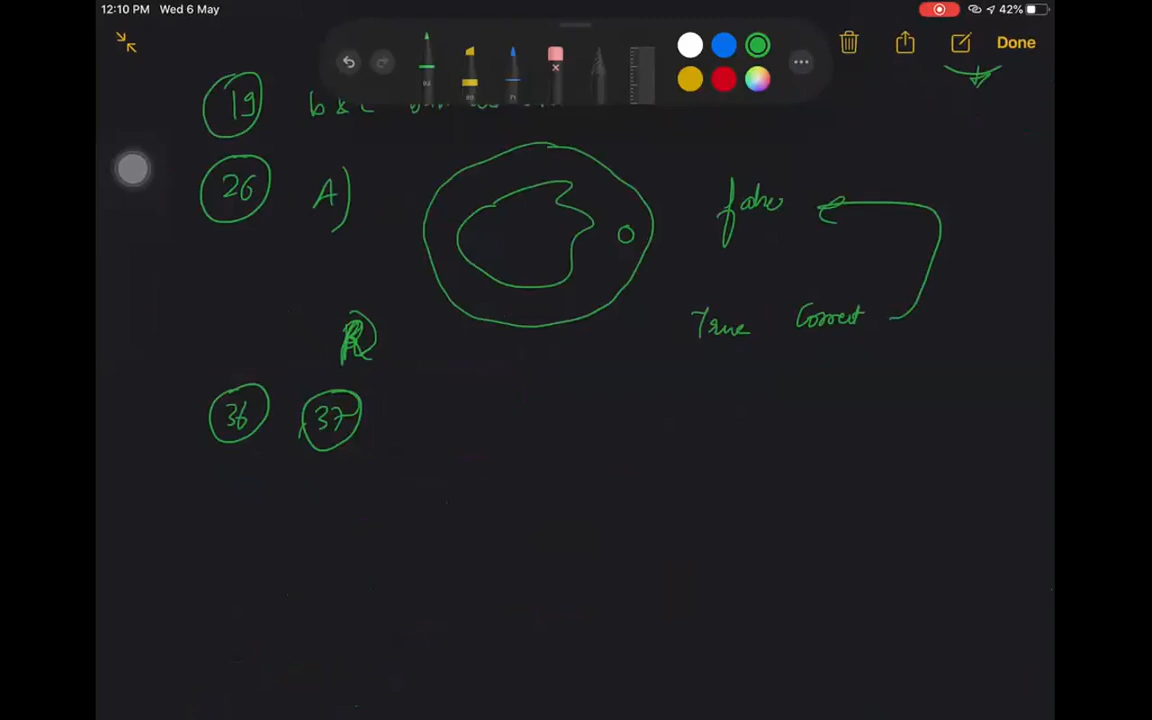 12:10 PM Wed 6 May 42%
Done
19 b & c
26 A) false
True Correct
R)
36 37